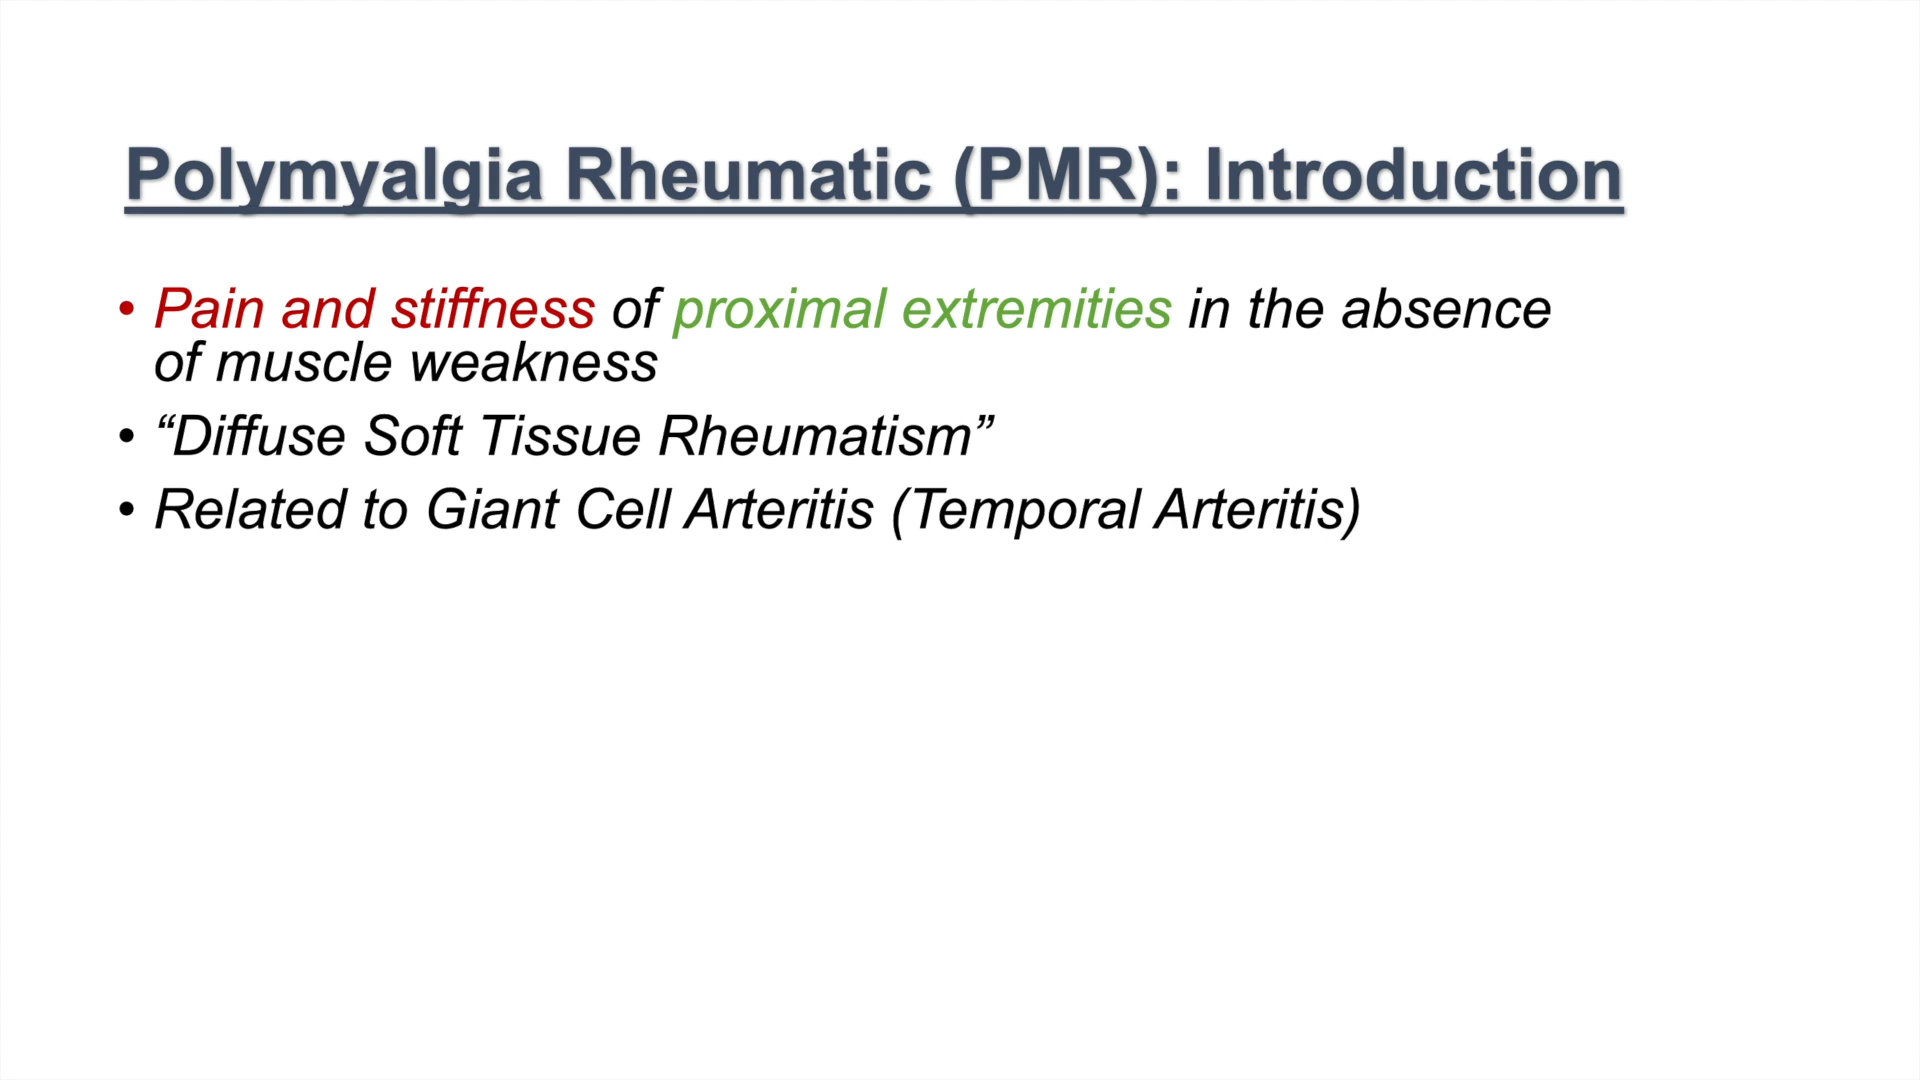 Polymyalgia Rheumatic (PMR): Introduction
• Pain and stiffness of proximal extremities in the absence
of muscle weakness
• “Diffuse Soft Tissue Rheumatism”
• Related to Giant Cell Arteritis (Temporal Arteritis)